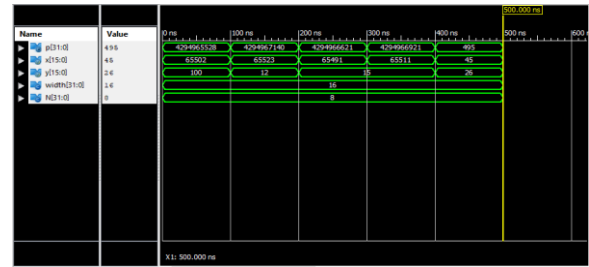 500.000 ns
Name Value 0 ns 100 ns 200 ns 300 ns 400 ns 500 ns 600
p[31:0] 495 4294965528 4294967140 4294966621 4294966921 495
x[15:0] 45 65502 65523 65491 65511 45
y[15:0] 26 100 12 15 26
width[31:0] 16 16
N[31:0] 8 8
X1: 500.000 ns